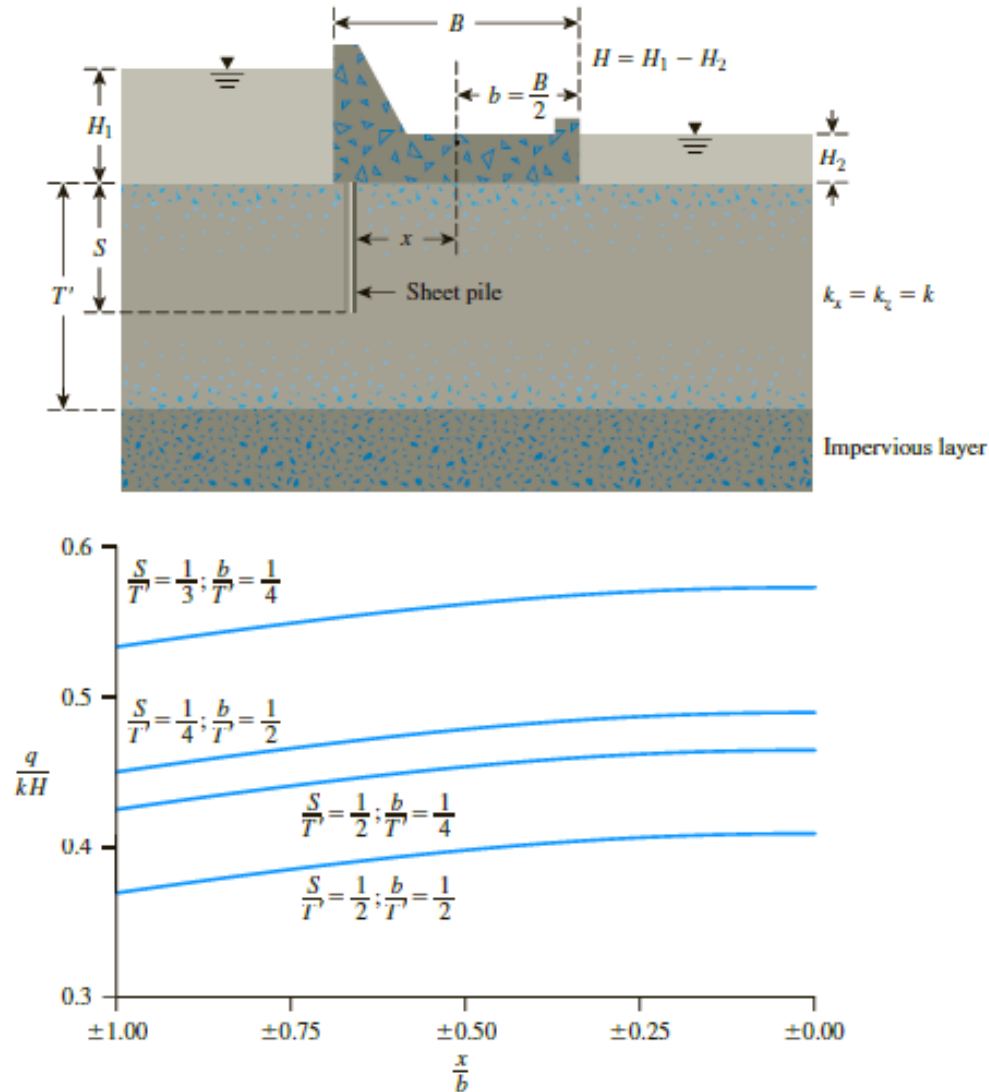 B
H = H₁ − H₂
b = B/2
H₁
H₂
S
x
T'
Sheet pile
kₓ = k_z = k
Impervious layer
0.6
S/T' = 1/3; b/T' = 1/4
0.5
S/T' = 1/4; b/T' = 1/2
q/kH
S/T' = 1/2; b/T' = 1/4
0.4
S/T' = 1/2; b/T' = 1/2
0.3
±1.00 ±0.75 ±0.50 ±0.25 ±0.00
x/b